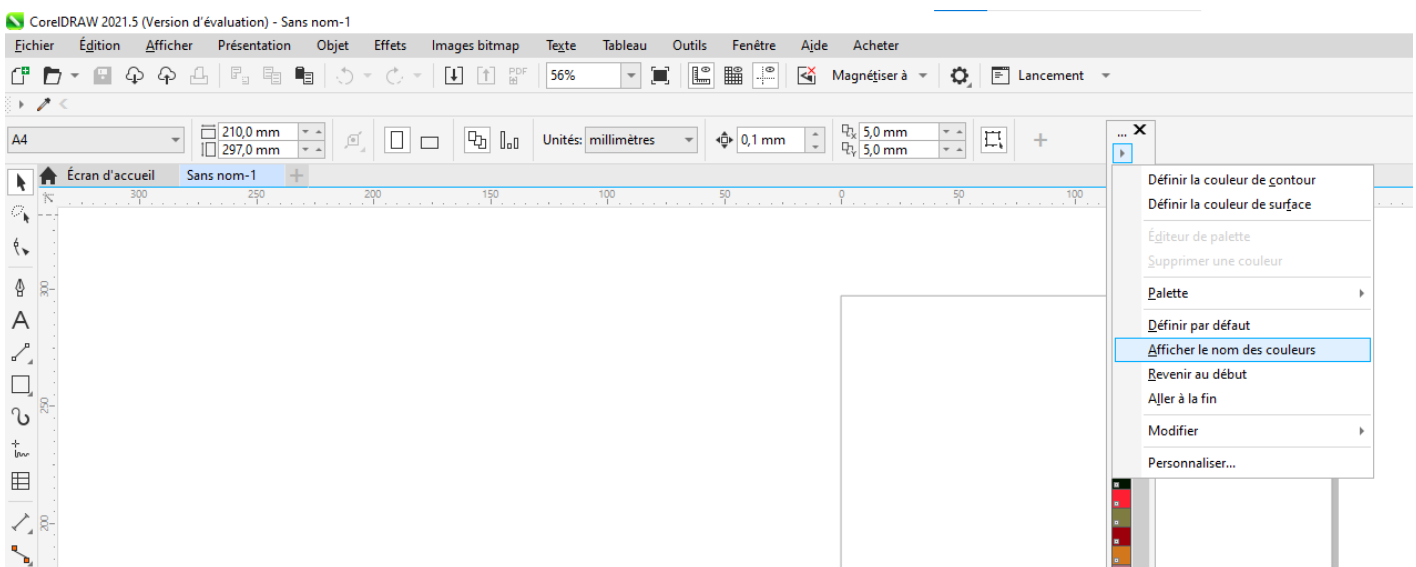 CorelDRAW 2021.5 (Version d'évaluation) - Sans nom-1
Fichier Édition Afficher Présentation Objet Effets Images bitmap Texte Tableau Outils Fenêtre Aide Acheter
PDF 56% Magnétiser à Lancement
A4 210,0 mm 297,0 mm Unités: millimètres 0,1 mm 5,0 mm 5,0 mm ...
Écran d'accueil Sans nom-1
300 250 200 150 100 50 0 50 100
Définir la couleur de contour
Définir la couleur de surface
Éditeur de palette
Supprimer une couleur
300
Palette
Définir par défaut
Afficher le nom des couleurs
Revenir au début
Aller à la fin
250
Modifier
Personnaliser...
200